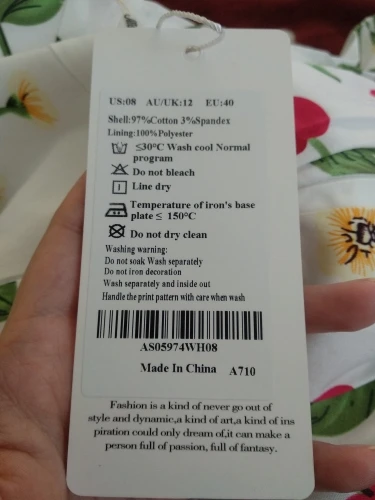 US:08 AU/UK:12 EU:40
Shell:97%Cotton 3%Spandex
Lining:100%Polyester
≤30°C Wash cool Normal
program
Do not bleach
Line dry
Temperature of iron's base
plate ≤ 150°C
Do not dry clean
Washing warning:
Do not soak Wash separately
Do not iron decoration
Wash separately and inside out
Handle the print pattern with care when wash
AS05974WH08
Made In China A710
Fashion is a kind of never go out of
style and dynamic,a kind of art,a kind of ins
piration could only dream of,it can make a
person full of passion, full of fantasy.